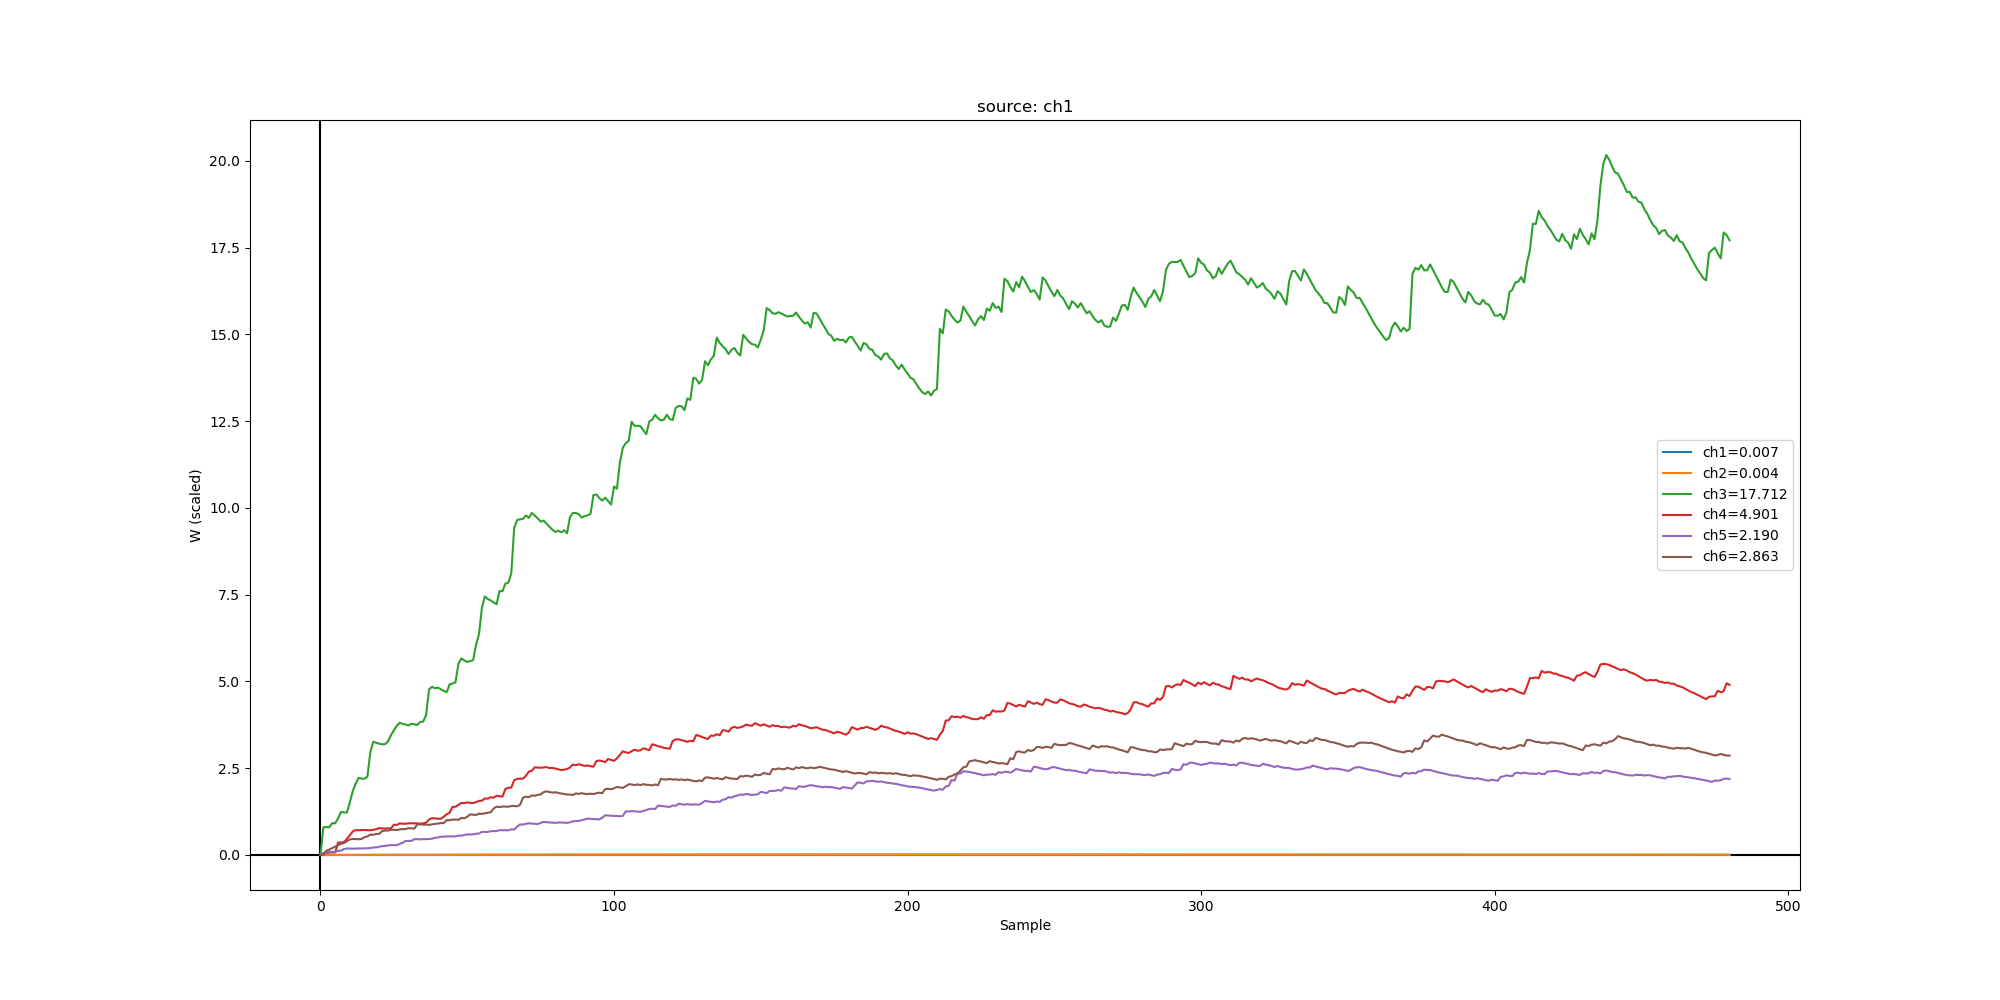 source: ch1
20.0
17.5
15.0
12.5
10.0
7.5
5.0
2.5
0.0
W (scaled)
ch1=0.007
ch2=0.004
ch3=17.712
ch4=4.901
ch5=2.190
ch6=2.863
0 100 200 300 400 500
Sample